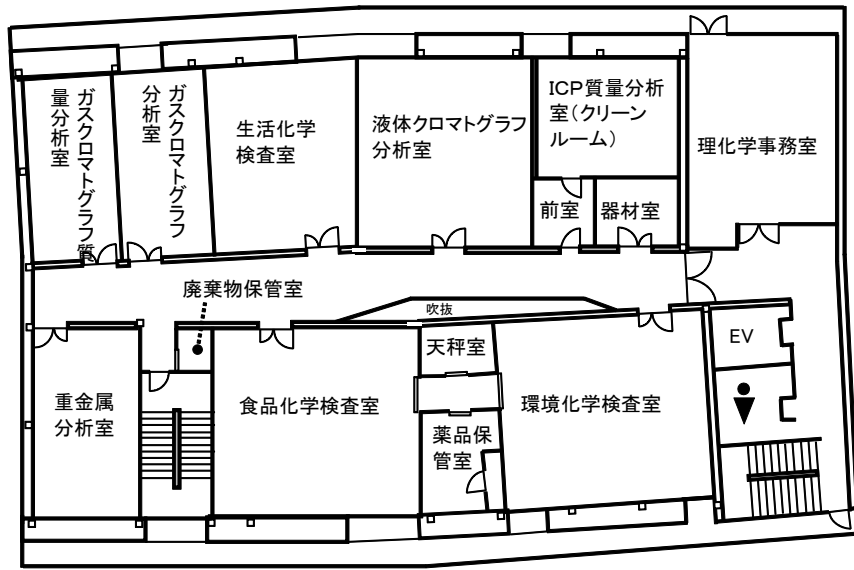 ガスクロマトグラフ質
量分析室
ガスクロマトグラフ
分析室
生活化学
検査室
液体クロマトグラフ
分析室
ICP質量分析
室(クリーン
ルーム)
理化学事務室
前室
器材室
廃棄物保管室
吹抜
天秤室
EV
重金属
分析室
食品化学検査室
環境化学検査室
薬品保
管室